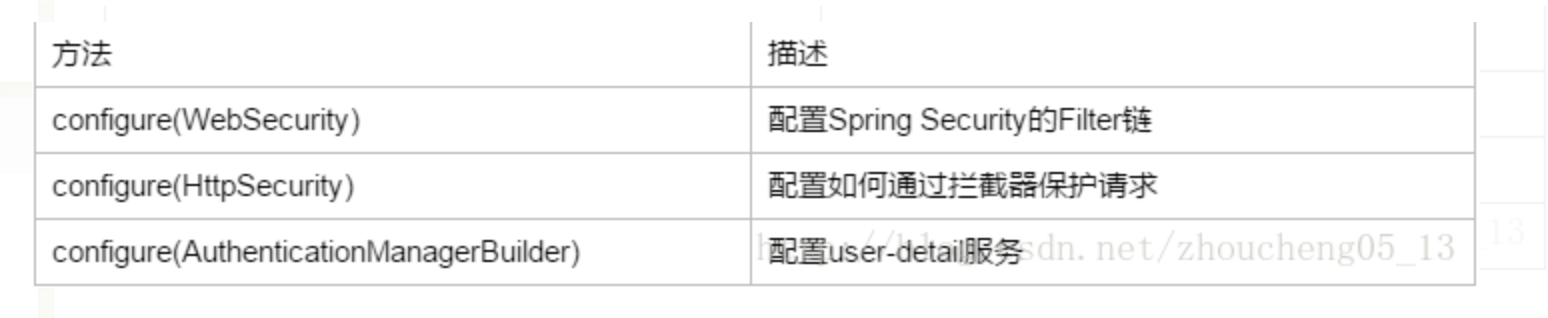 方法 描述
configure(WebSecurity) 配置Spring Security的Filter链
configure(HttpSecurity) 配置如何通过拦截器保护请求
configure(AuthenticationManagerBuilder) 配置user-detail服务
sdn.net/zhoucheng05_13
_13